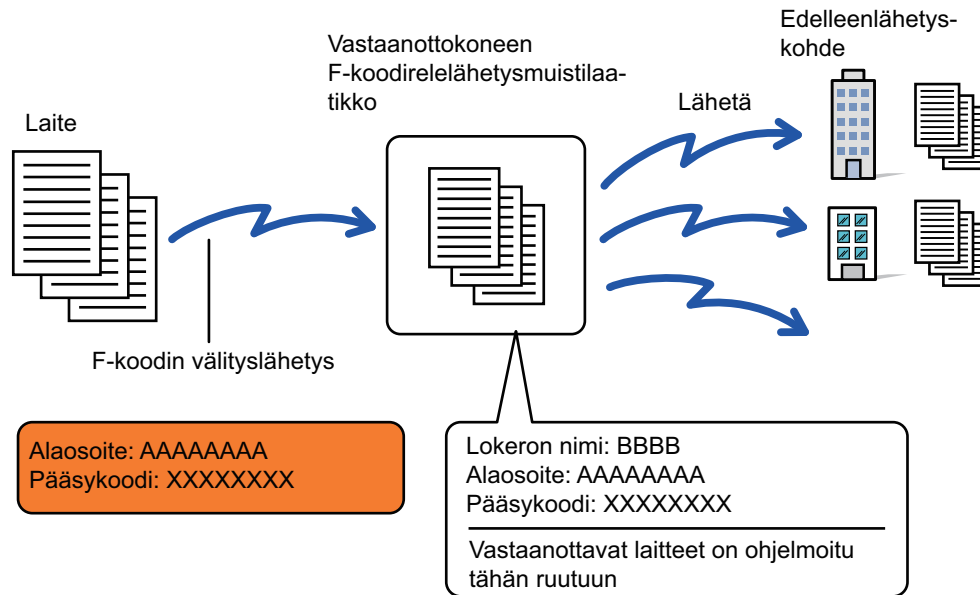 Laite
Vastaanottokoneen
F-koodirelelähetysmuistilaa-
tikko
Lähetä
Edelleenlähetys-
kohde
F-koodin välityslähetys
Alaosoite: AAAAAAAA
Pääsykoodi: XXXXXXXX
Lokeron nimi: BBBB
Alaosoite: AAAAAAAA
Pääsykoodi: XXXXXXXX
Vastaanottavat laitteet on ohjelmoitu
tähän ruutuun